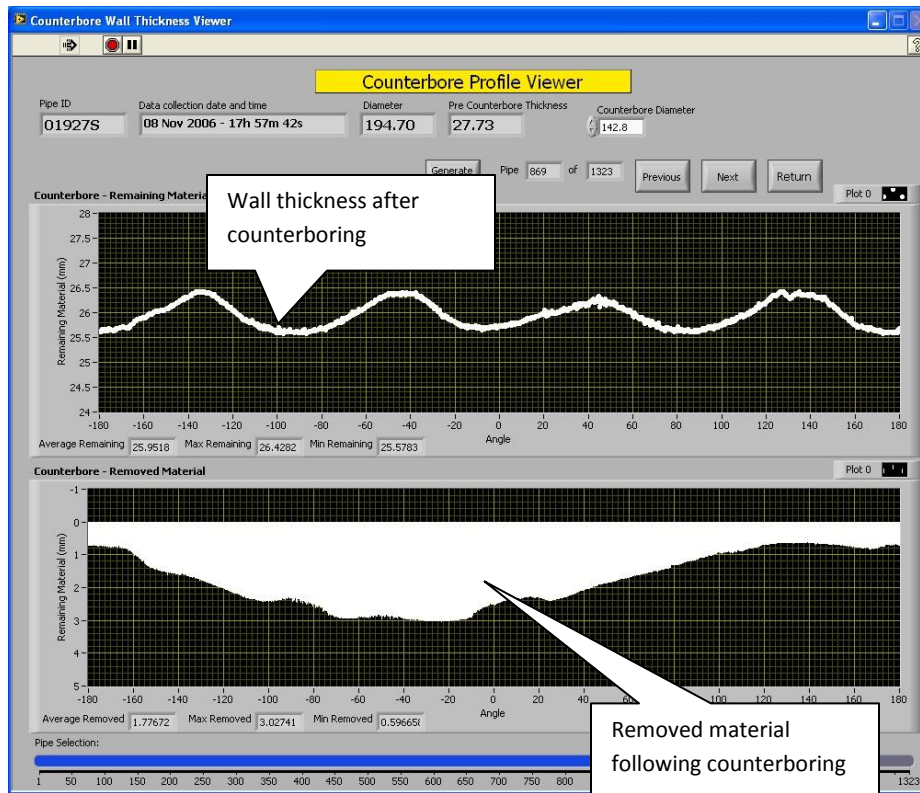 Counterbore Wall Thickness Viewer
Counterbore Profile Viewer
Pipe ID Data collection date and time Diameter Pre Counterbore Thickness Counterbore Diameter
01927S 08 Nov 2006 - 17h 57m 42s 194.70 27.73 142.8
Generate Pipe 869 of 1323 Previous Next Return
Counterbore - Remaining Materia Plot 0
Wall thickness after
counterboring
Remaining Material (mm)
28
27.5
27
26.5
26
25.5
25
24.5
24
-180 -160 -140 -120 -100 -80 -60 -40 -20 0 20 40 60 80 100 120 140 160 180
Angle
Average Remaining 25.9518 Max Remaining 26.4282 Min Remaining 25.5783
Counterbore - Removed Material Plot 0
Remaining Material (mm)
-1
0
1
2
3
4
5
-180 -160 -140 -120 -100 -80 -60 -40 -20 0 20 40 100 120 140 160 180
Angle
Average Removed 1.77672 Max Removed 3.02741 Min Removed 0.596658
Removed material
following counterboring
Pipe Selection:
1 50 100 150 200 250 300 350 400 450 500 550 600 650 700 750 800 1323